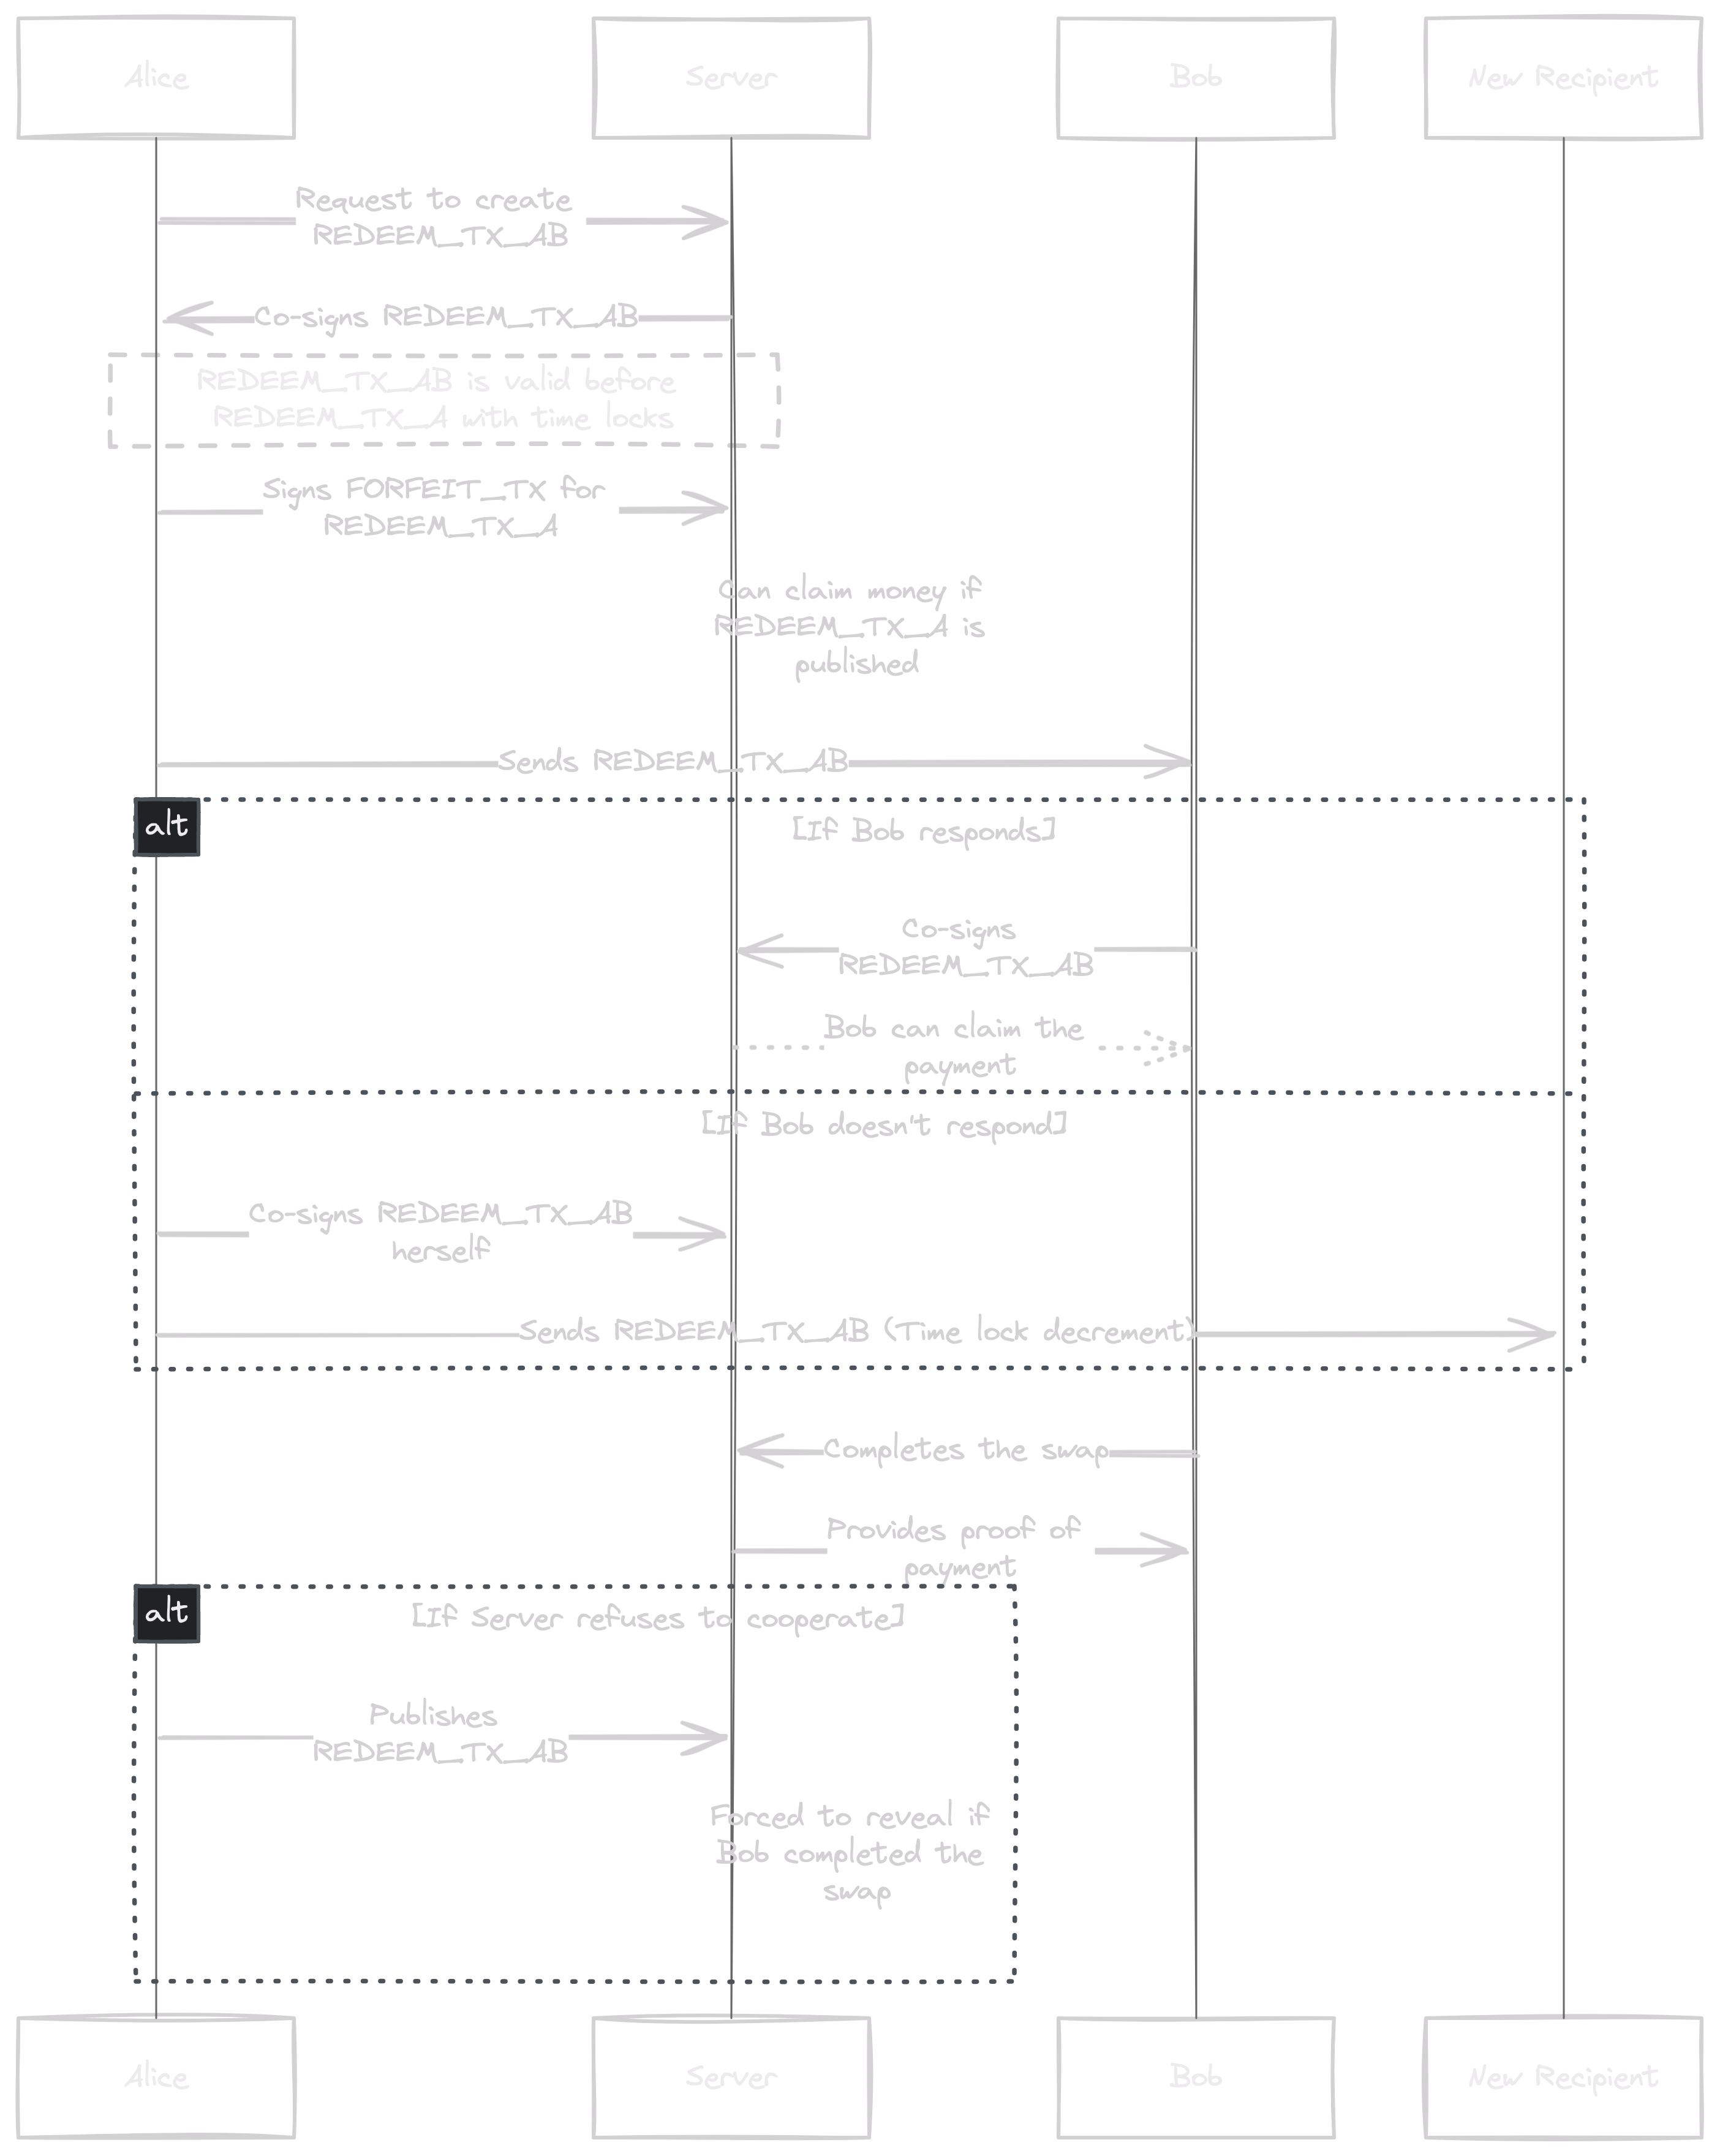 Alice
Server
Bob
New Recipient
Request to create
REDEEM_TX_AB
Co-signs REDEEM_TX_AB
REDEEM_TX_AB is valid before
REDEEM_TX_A with time locks
Signs FORFEIT_TX for
REDEEM_TX_A
Can claim money if
REDEEM_TX_A is
published
Sends REDEEM_TX_AB
alt
[If Bob responds]
Co-signs
REDEEM_TX_AB
Bob can claim the
payment
[If Bob doesn't respond]
Co-signs REDEEM_TX_AB
herself
Sends REDEEM_TX_AB (Time lock decrement)
Completes the swap
Provides proof of
payment
alt
[If Server refuses to cooperate]
Publishes
REDEEM_TX_AB
Forced to reveal if
Bob completed the
swap
Alice
Server
Bob
New Recipient